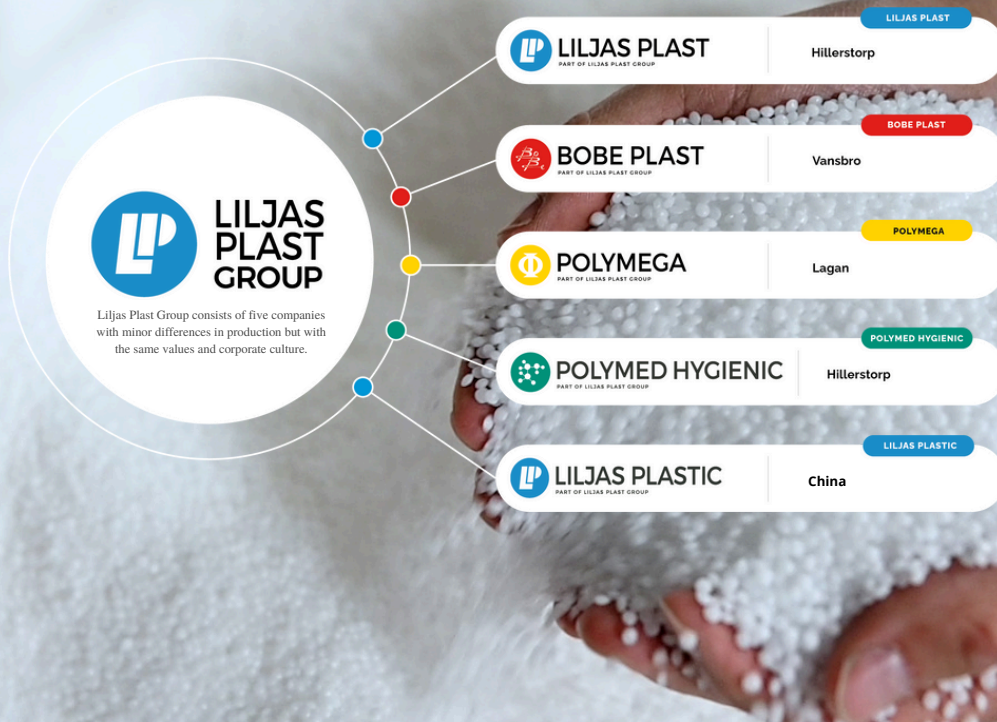 LILJAS
PLAST
GROUP
Liljas Plast Group consists of five companies
with minor differences in production but with
the same values and corporate culture.
LILJAS PLAST
LILJAS PLAST
PART OF LILJAS PLAST GROUP
Hillerstorp
BOBE PLAST
BOBE PLAST
PART OF LILJAS PLAST GROUP
Vansbro
POLYMEGA
POLYMEGA
PART OF LILJAS PLAST GROUP
Lagan
POLYMED HYGIENIC
POLYMED HYGIENIC
PART OF LILJAS PLAST GROUP
Hillerstorp
LILJAS PLASTIC
LILJAS PLASTIC
PART OF LILJAS PLAST GROUP
China